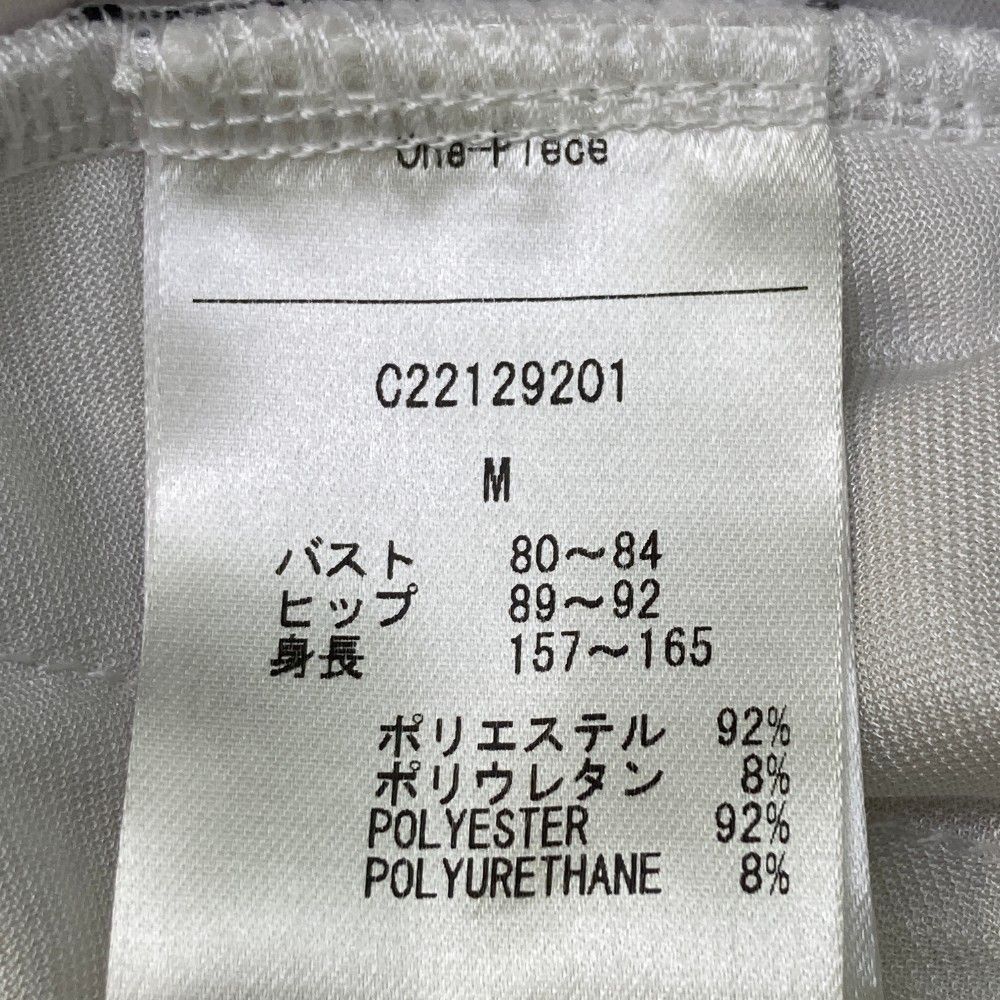 One-Piece
C22129201
M
バスト 80～84
ヒップ 89～92
身長 157～165
ポリエステル 92%
ポリウレタン 8%
POLYESTER 92%
POLYURETHANE 8%